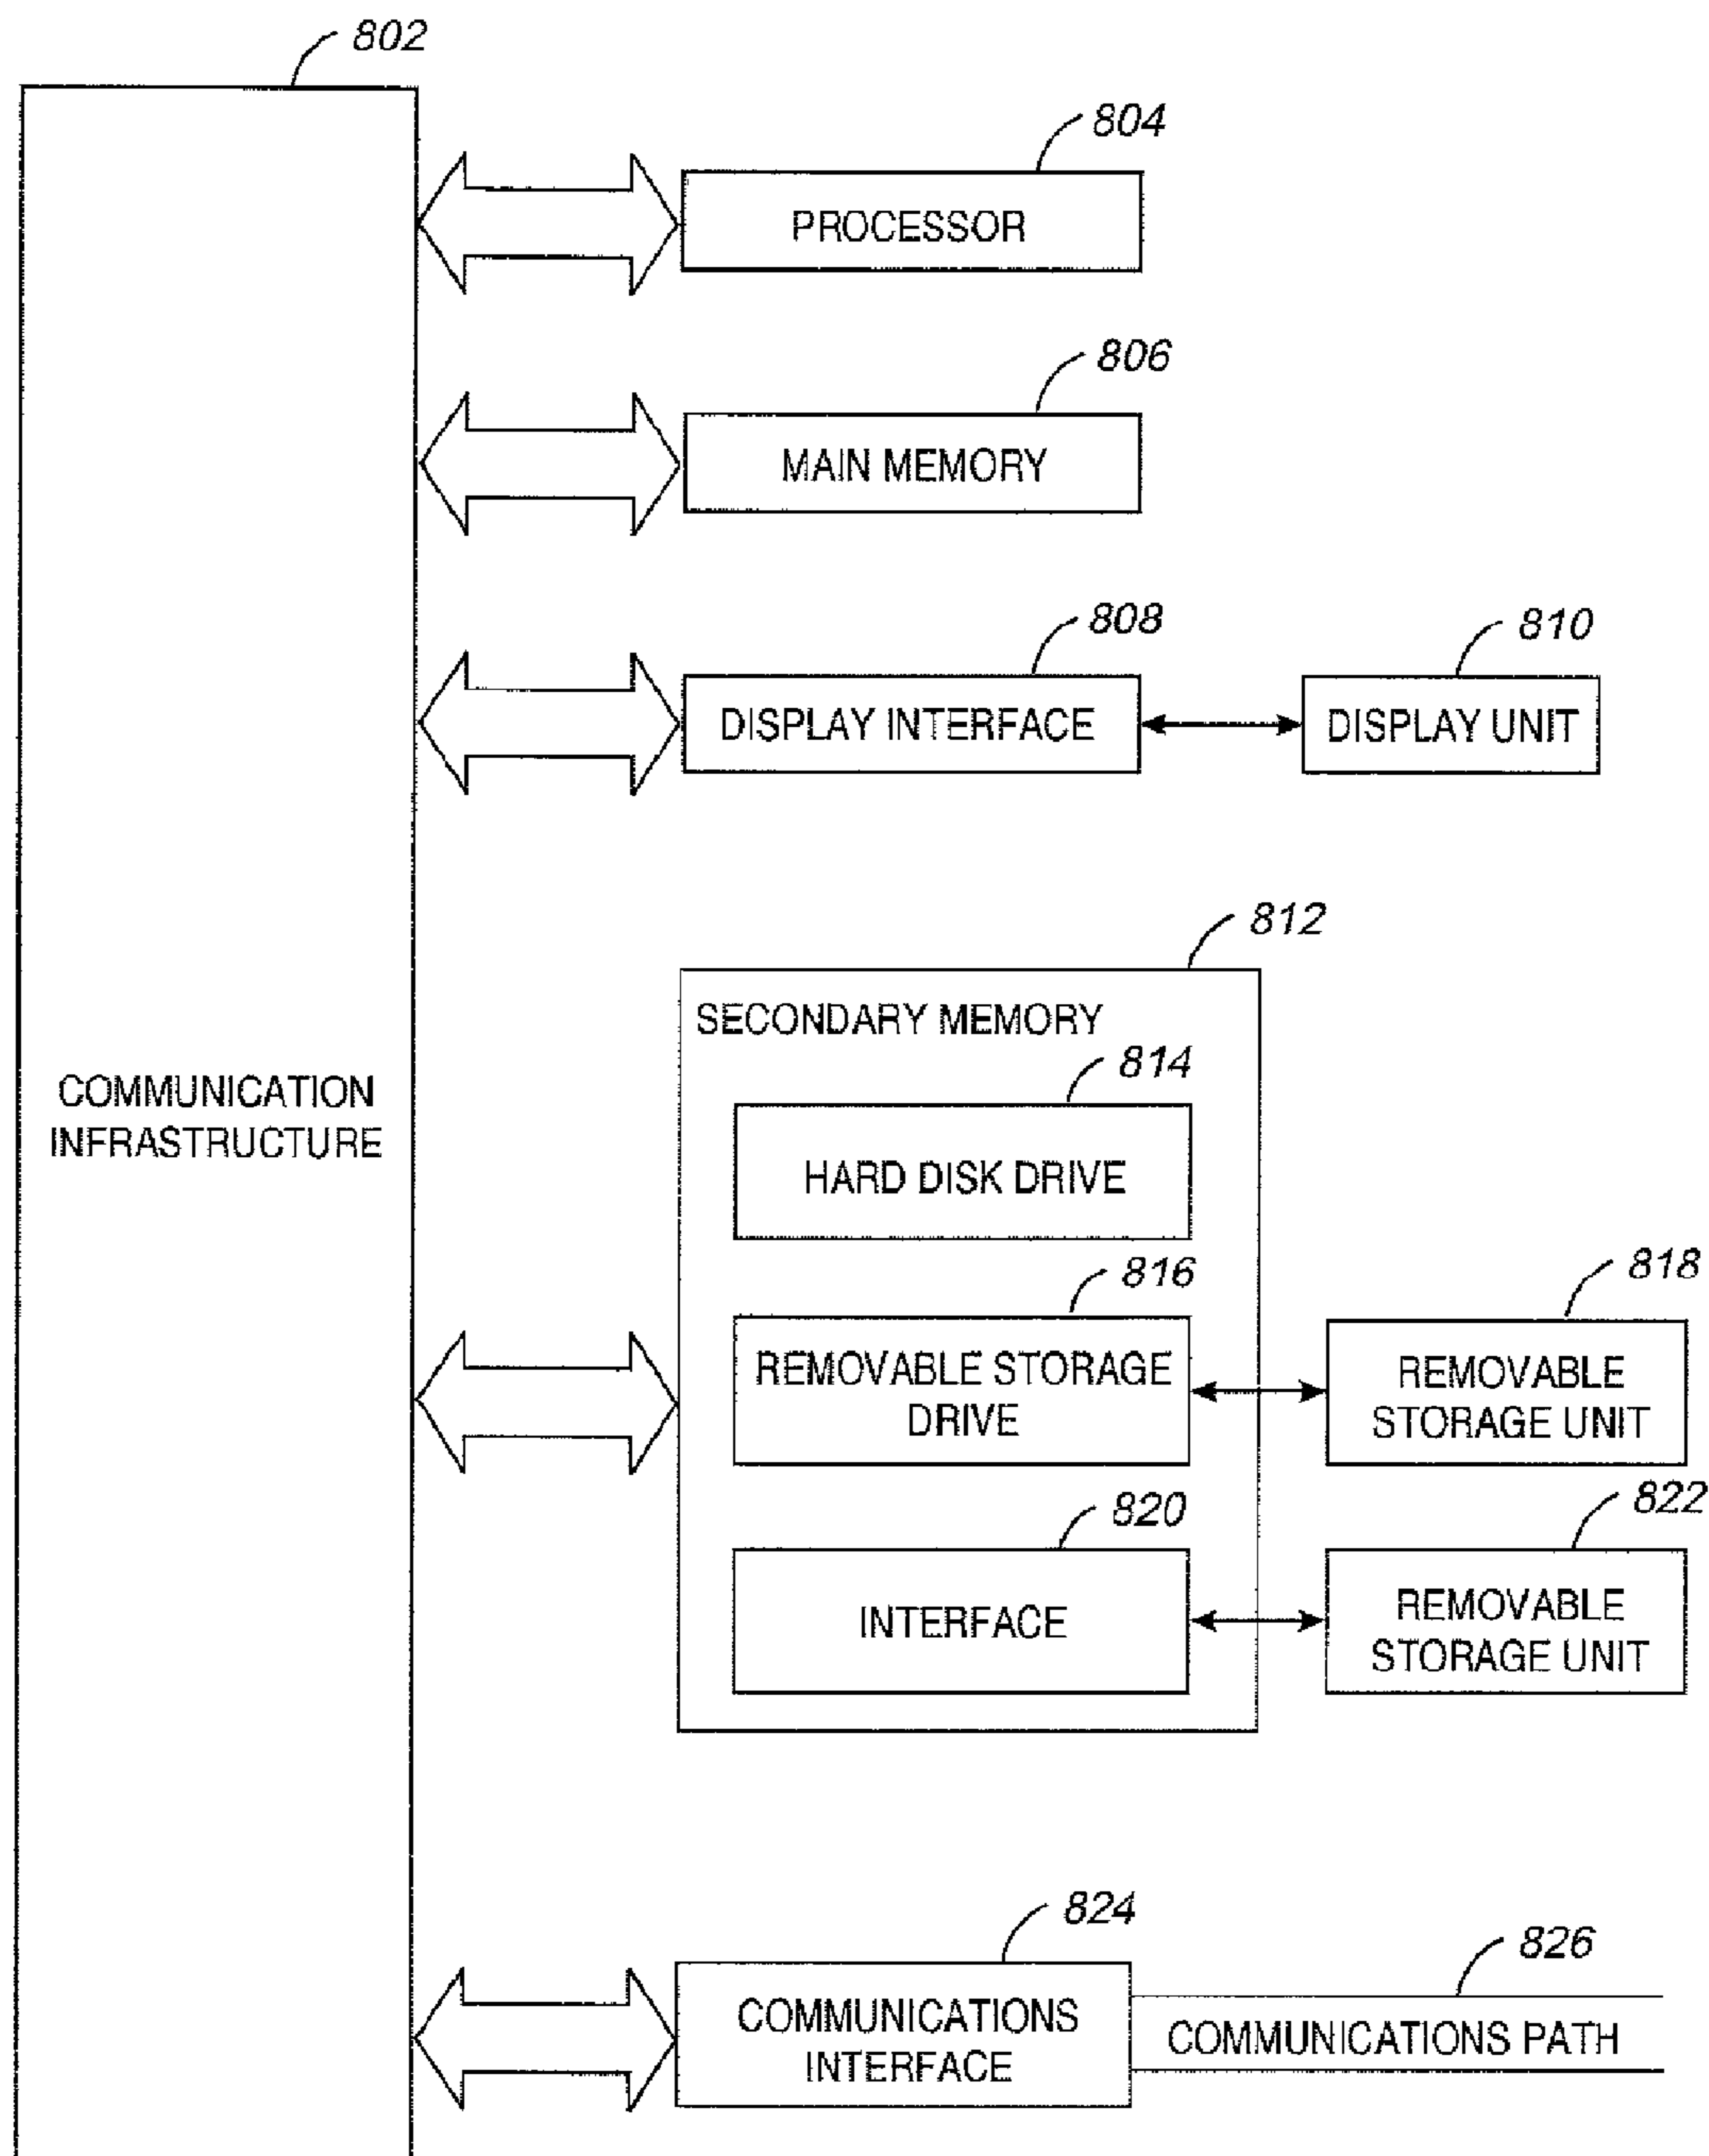 802
804
PROCESSOR
806
MAIN MEMORY
808
DISPLAY INTERFACE
810
DISPLAY UNIT
812
SECONDARY MEMORY
COMMUNICATION
INFRASTRUCTURE
814
HARD DISK DRIVE
816
REMOVABLE STORAGE
DRIVE
818
REMOVABLE
STORAGE UNIT
820
INTERFACE
822
REMOVABLE
STORAGE UNIT
824
COMMUNICATIONS
INTERFACE
826
COMMUNICATIONS PATH